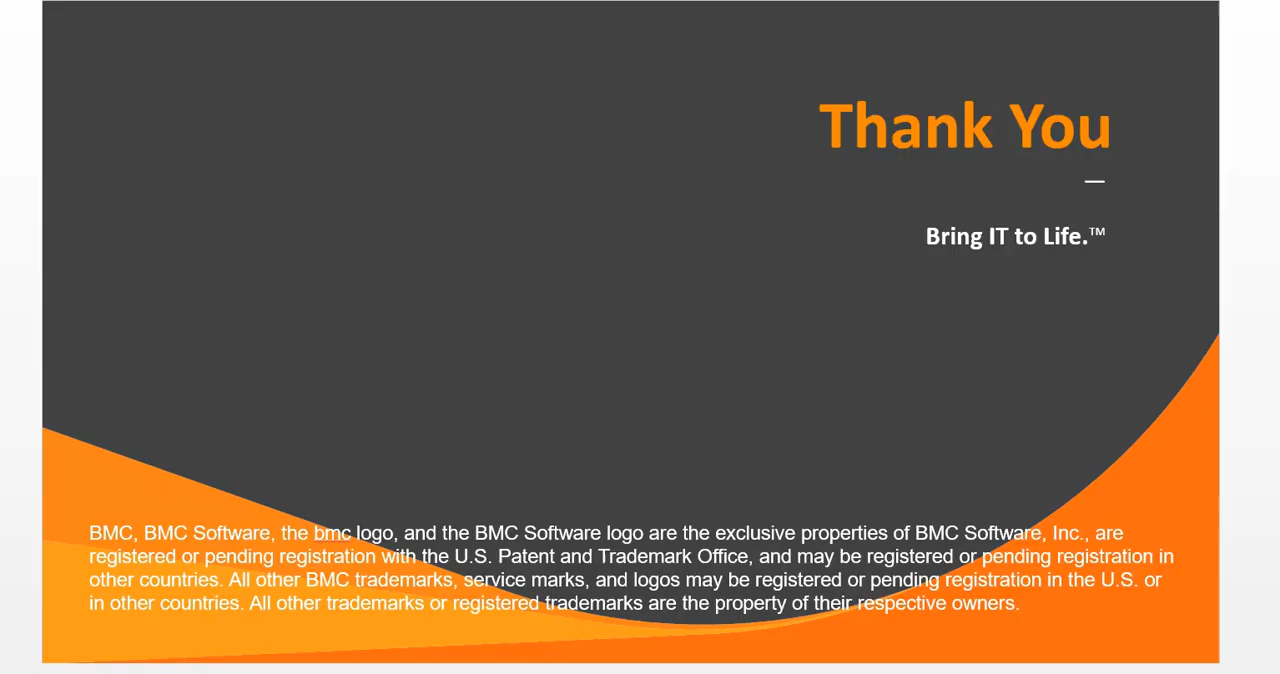 Thank You
—
Bring IT to Life.™
BMC, BMC Software, the bmc logo, and the BMC Software logo are the exclusive properties of BMC Software, Inc., are
registered or pending registration with the U.S. Patent and Trademark Office, and may be registered or pending registration in
other countries. All other BMC trademarks, service marks, and logos may be registered or pending registration in the U.S. or
in other countries. All other trademarks or registered trademarks are the property of their respective owners.